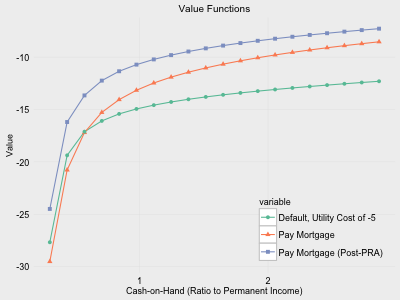 Value Functions
-10
-15
-20
-25
-30
Value
variable
Default, Utility Cost of -5
Pay Mortgage
Pay Mortgage (Post-PRA)
1
2
Cash-on-Hand (Ratio to Permanent Income)